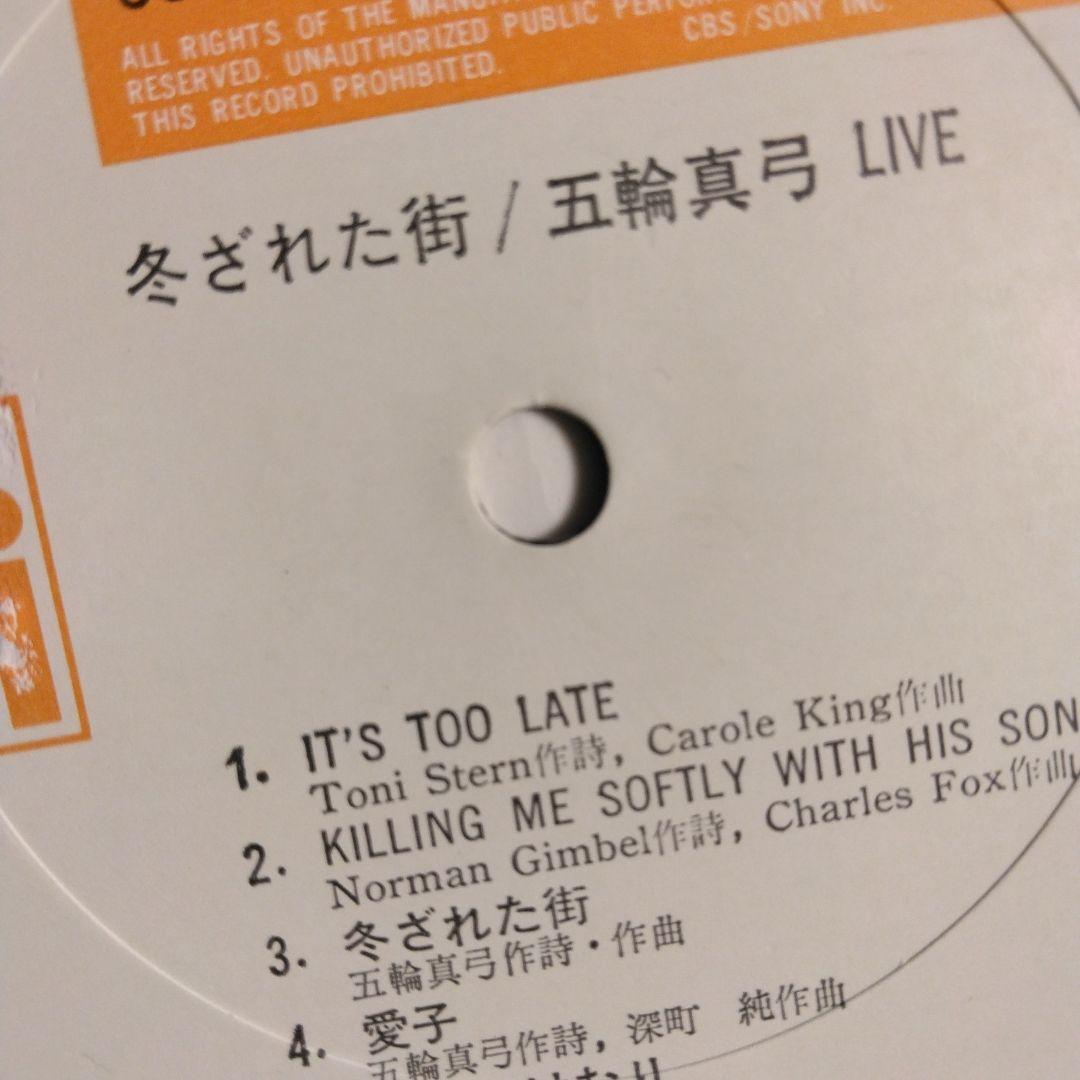 ALL RIGHTS OF THE
RESERVED. UNAUTHORIZED PUBLIC
CBS/SONY INC.
THIS RECORD PROHIBITED.
冬ざれた街 / 五輪真弓 LIVE
1. IT'S TOO LATE
Toni Stern作詩, Carole King作曲
2. KILLING ME SOFTLY WITH HIS SON
Norman Gimbel作詩, Charles Fox作曲
3. 冬ざれた街
五輪真弓作詩・作曲
4. 愛子
五輪真弓作詩, 深町 純作曲